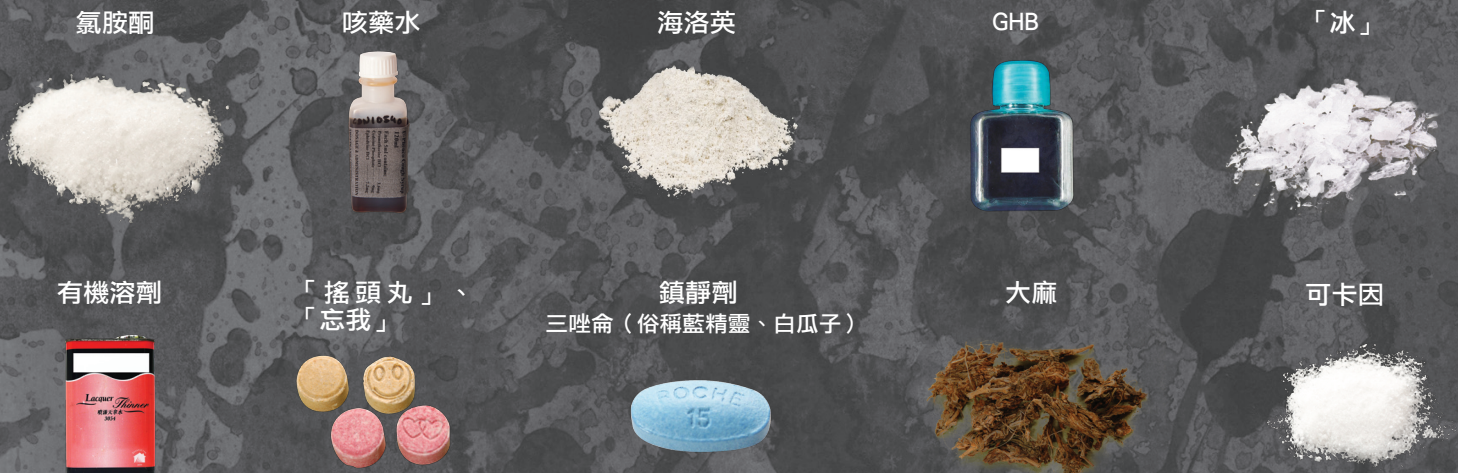 氯胺酮
咳藥水
海洛英
GHB
「冰」
有機溶劑
「搖頭丸」、
「忘我」
鎮靜劑
三唑侖（俗稱藍精靈、白瓜子）
大麻
可卡因
Lacquer Thinner
3054
ROCHE
15